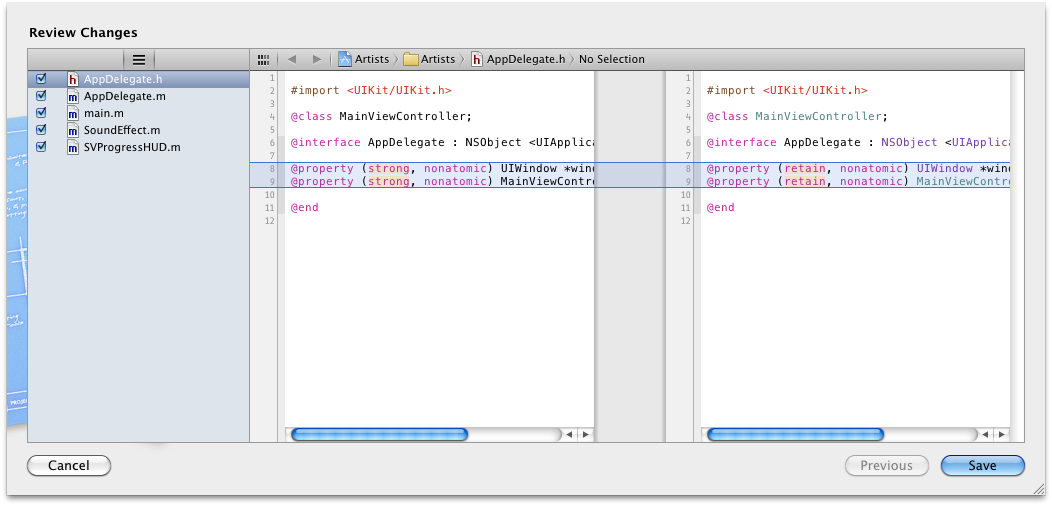 Review Changes
Artists
Artists
AppDelegate.h
No Selection
AppDelegate.h
AppDelegate.m
main.m
SoundEffect.m
SVProgressHUD.m
1
2 #import <UIKit/UIKit.h>
3
4 @class MainViewController;
5
6 @interface AppDelegate : NSObject <UIApplica
7
8 @property (strong, nonatomic) UIWindow *wind
9 @property (strong, nonatomic) MainViewContro
10
11 @end
12
1
2 #import <UIKit/UIKit.h>
3
4 @class MainViewController;
5
6 @interface AppDelegate : NSObject <UIApplica
7
8 @property (retain, nonatomic) UIWindow *wind
9 @property (retain, nonatomic) MainViewContro
10
11 @end
12
Cancel
Previous
Save